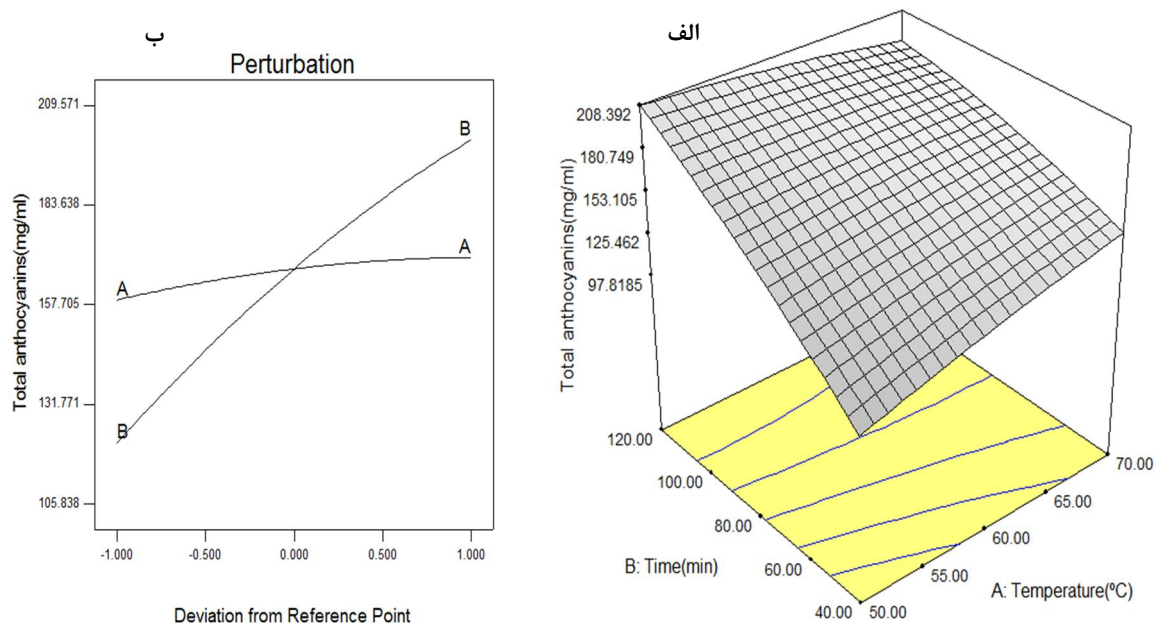 ب
Perturbation
209.571
183.638
157.705
131.771
105.838
Total anthocyanins(mg/ml)
A
B
B
A
-1.000 -0.500 0.000 0.500 1.000
Deviation from Reference Point
الف
208.392
180.749
153.105
125.462
97.8185
Total anthocyanins(mg/ml)
120.00
100.00
80.00
60.00
40.00
B: Time(min)
50.00
55.00
60.00
65.00
70.00
A: Temperature(ºC)